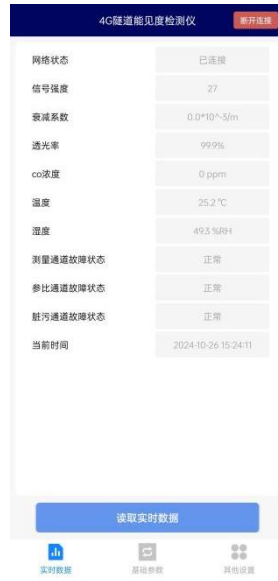 4G隧道能见度检测仪 断开连接
网络状态 已连接
信号强度 27
衰减系数 0.0*10^-3/m
透光率 99.9%
co浓度 0 ppm
温度 25.2 ℃
湿度 49.3 %RH
测量通道故障状态 正常
参比通道故障状态 正常
脏污通道故障状态 正常
当前时间 2024-10-26 15:24:11
读取实时数据
实时数据 基础参数 其他设置